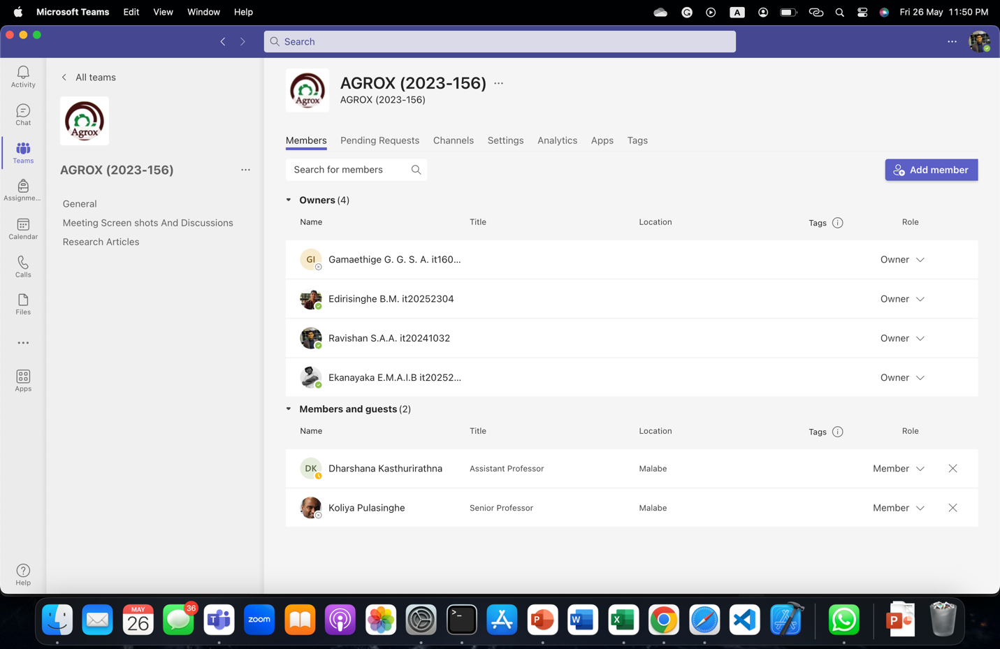 Microsoft Teams Edit View Window Help
A
Fri 26 May 11:50 PM
Search
Activity
Chat
Teams
Assignme...
Calendar
Calls
Files
Apps
Help
All teams
Agrox
AGROX (2023-156)
General
Meeting Screen shots And Discussions
Research Articles
Agrox
AGROX (2023-156)
AGROX (2023-156)
Members Pending Requests Channels Settings Analytics Apps Tags
Search for members
Add member
Owners (4)
Name Title Location Tags Role
GI Gamaethige G. G. S. A. it160... Owner
Edirisinghe B.M. it20252304 Owner
Ravishan S.A.A. it20241032 Owner
Ekanayaka E.M.A.I.B it20252... Owner
Members and guests (2)
Name Title Location Tags Role
DK Dharshana Kasthurirathna Assistant Professor Malabe Member
Koliya Pulasinghe Senior Professor Malabe Member
MAY
26
36
T
zoom
>_
P
W
X
P